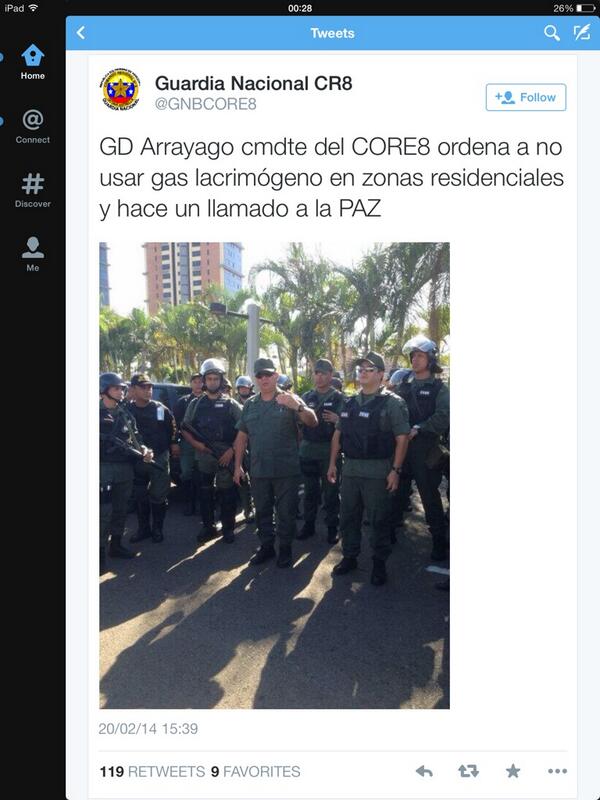 iPad
00:28
26%
Tweets
Home
Connect
Discover
Me
Guardia Nacional CR8
@GNBCORE8
Follow
GD Arrayago cmdte del CORE8 ordena a no
usar gas lacrimógeno en zonas residenciales
y hace un llamado a la PAZ
20/02/14 15:39
119 RETWEETS 9 FAVORITES